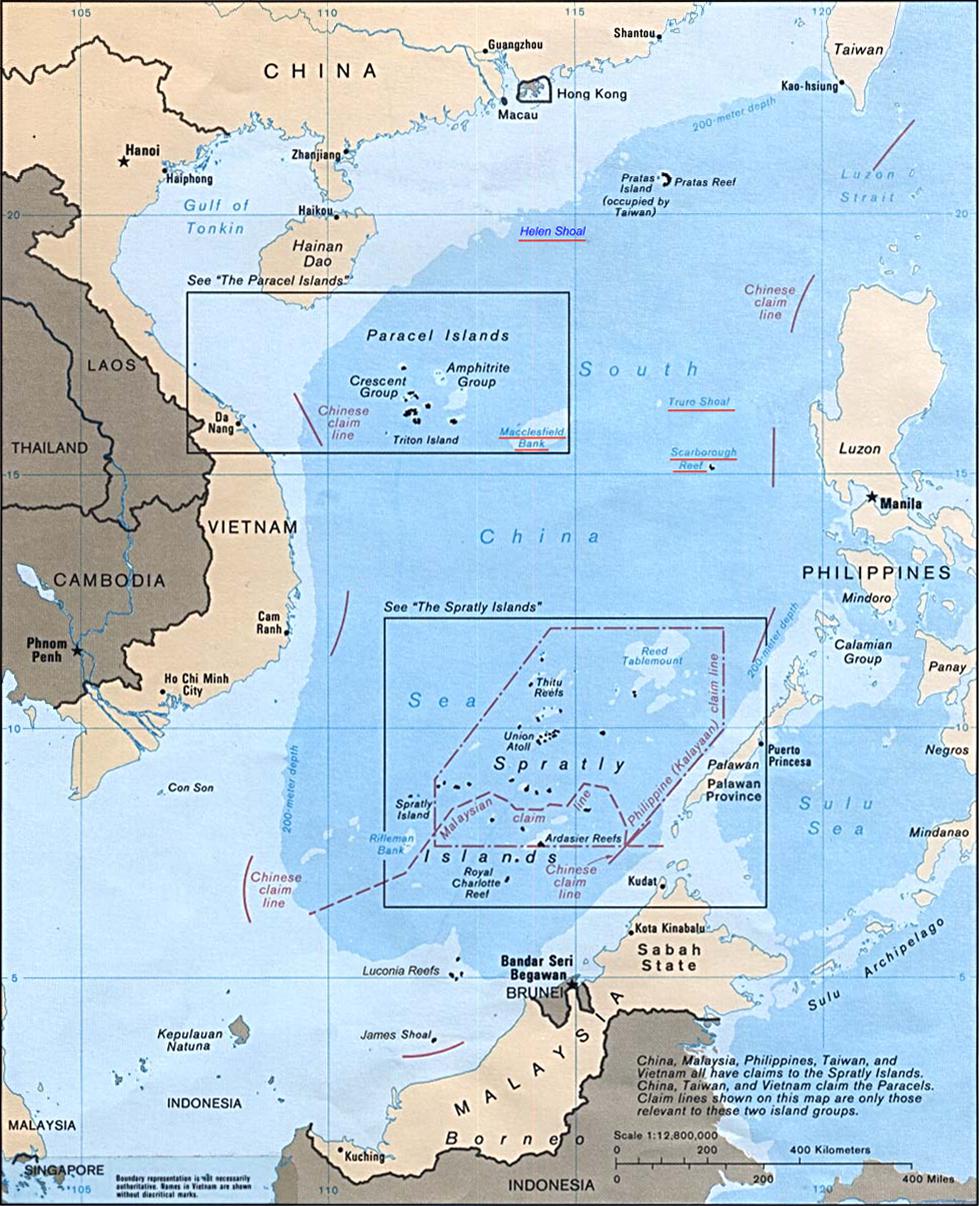 105
110
115
120
Shantou
Taiwan
Guangzhou
CHINA
Kao-hsiung
Hong Kong
Macau
200-meter depth
Hanoi
Zhanjiang
Haiphong
Luzon
Strait
Pratas
Island
(occupied by
Taiwan)
Pratas Reef
Gulf of
Tonkin
Haikou
20
20
Helen Shoal
Hainan
Dao
See "The Paracel Islands"
Chinese
claim
line
Paracel Islands
LAOS
South
Crescent
Group
Amphitrite
Group
Truro Shoal
Da
Nang
Chinese
claim
line
Triton Island
Macclesfield
Bank
THAILAND
Luzon
Scarborough
Reef
15
15
Manila
VIETNAM
China
CAMBODIA
PHILIPPINES
Mindoro
See "The Spratly Islands"
Cam
Ranh
Phnom
Penh
200-meter depth
Calamian
Group
Reed
Tablemount
Panay
Ho Chi Minh
City
Thitu
Reefs
Sea
claim line
10
10
Union
Atoll
Philippine (Kalayaan)
Puerto
Princesa
Negros
Spratly
Palawan
Palawan
Province
Con Son
200-meter depth
Spratly
Island
Malaysian
claim
line
Sulu
Sea
Mindanao
Rifleman
Bank
Ardasier Reefs
Islands
Chinese
claim
line
Royal
Charlotte
Reef
Chinese
claim
line
Kudat
Kota Kinabalu
Sabah
State
Sulu Archipelago
Luconia Reefs
Bandar Seri
Begawan
BRUNEI
5
5
Kepulauan
Natuna
James Shoal
MALAYSIA
China, Malaysia, Philippines, Taiwan, and
Vietnam all have claims to the Spratly Islands.
China, Taiwan, and Vietnam claim the Paracels.
Claim lines shown on this map are only those
relevant to these two island groups.
INDONESIA
MALAYSIA
Borneo
Scale 1:12,800,000
0 200 400 Kilometers
0 200 400 Miles
Kuching
SINGAPORE
Boundary representation is not necessarily
authoritative. Names in Vietnam are shown
without diacritical marks.
INDONESIA
105
110
120